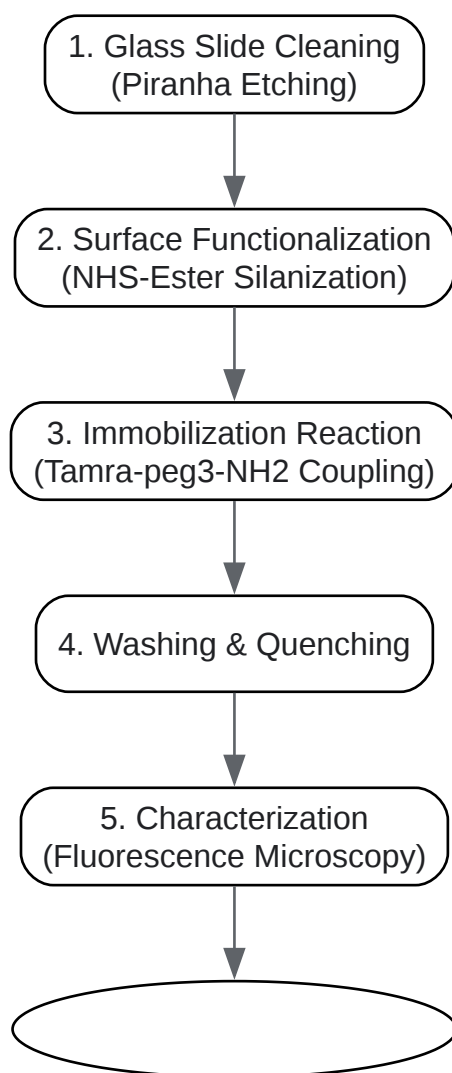 1. Glass Slide Cleaning
(Piranha Etching)
2. Surface Functionalization
(NHS-Ester Silanization)
3. Immobilization Reaction
(Tamra-peg3-NH2 Coupling)
4. Washing & Quenching
5. Characterization
(Fluorescence Microscopy)